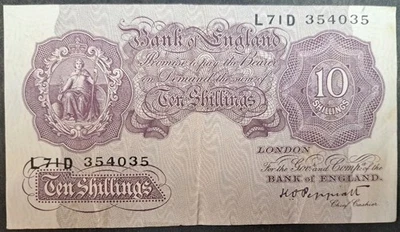 L71D 354035
Bank of England
Promise to pay the Bearer
on Demand the sum of
Ten Shillings
10
SHILLINGS
L71D 354035
LONDON
For the Govr and Compa of the
BANK OF ENGLAND.
K.O. Peppiatt
Chief Cashier
Ten Shillings